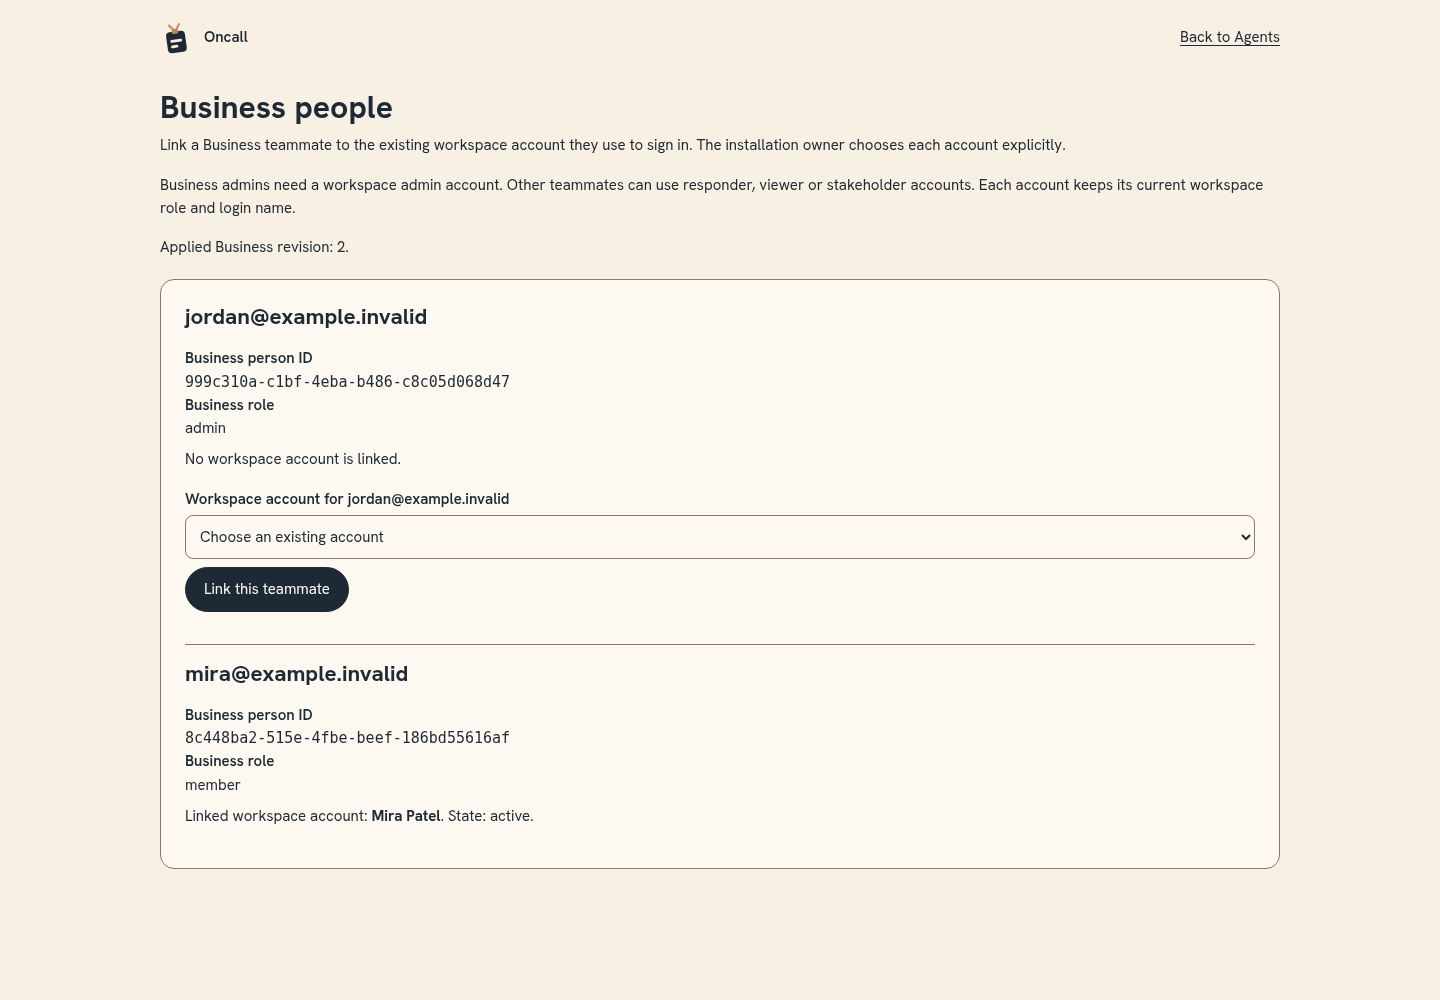 Oncall
Back to Agents
Business people
Link a Business teammate to the existing workspace account they use to sign in. The installation owner chooses each account explicitly.
Business admins need a workspace admin account. Other teammates can use responder, viewer or stakeholder accounts. Each account keeps its current workspace
role and login name.
Applied Business revision: 2.
jordan@example.invalid
Business person ID
999c310a-c1bf-4eba-b486-c8c05d068d47
Business role
admin
No workspace account is linked.
Workspace account for jordan@example.invalid
Choose an existing account
Link this teammate
mira@example.invalid
Business person ID
8c448ba2-515e-4fbe-beef-186bd55616af
Business role
member
Linked workspace account: Mira Patel. State: active.